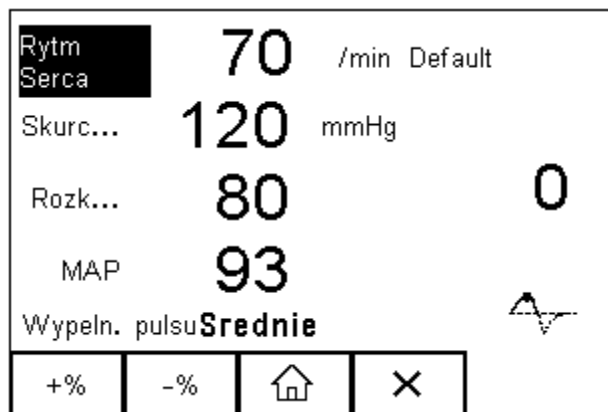 Rytm
Serca 70 /min Default
Skurc... 120 mmHg
Rozk... 80 0
MAP 93
Wypeln. pulsu Srednie
+% -%